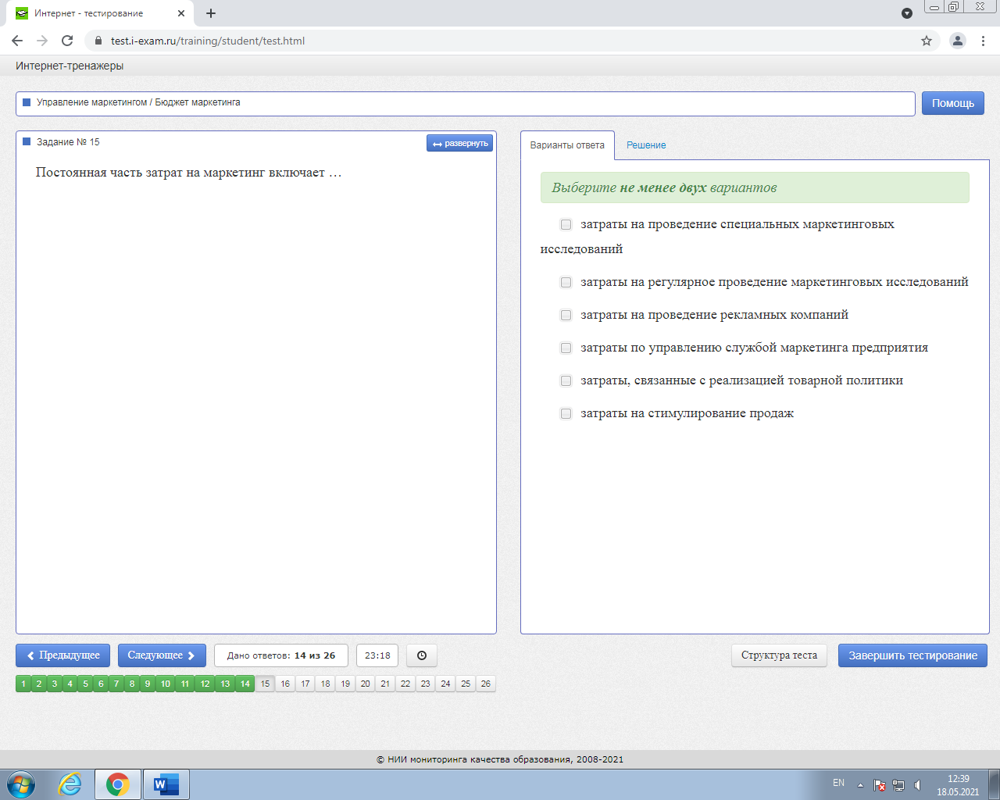 Интернет - тестирование
test.i-exam.ru/training/student/test.html
Интернет-тренажеры
Управление маркетингом / Бюджет маркетинга
Помощь
Задание № 15
развернуть
Постоянная часть затрат на маркетинг включает …
Варианты ответа
Решение
Выберите не менее двух вариантов
затраты на проведение специальных маркетинговых
исследований
затраты на регулярное проведение маркетинговых исследований
затраты на проведение рекламных компаний
затраты по управлению службой маркетинга предприятия
затраты, связанные с реализацией товарной политики
затраты на стимулирование продаж
Предыдущее
Следующее
Дано ответов: 14 из 26
23:18
Структура теста
Завершить тестирование
1 2 3 4 5 6 7 8 9 10 11 12 13 14 15 16 17 18 19 20 21 22 23 24 25 26
© НИИ мониторинга качества образования, 2008-2021
EN
12:39
18.05.2021